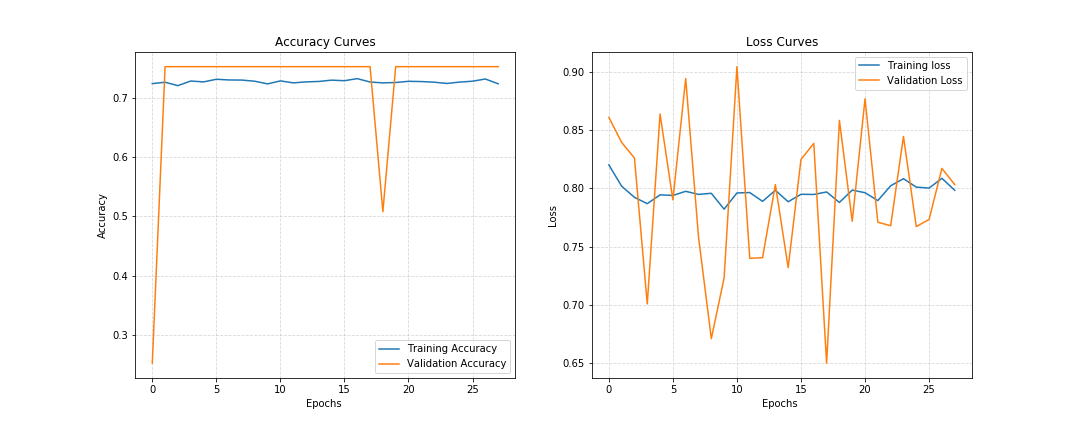 Accuracy Curves
Accuracy
0.7
0.6
0.5
0.4
0.3
0 5 10 15 20 25
Epochs
Training Accuracy
Validation Accuracy
Loss Curves
Loss
0.90
0.85
0.80
0.75
0.70
0.65
0 5 10 15 20 25
Epochs
Training loss
Validation Loss